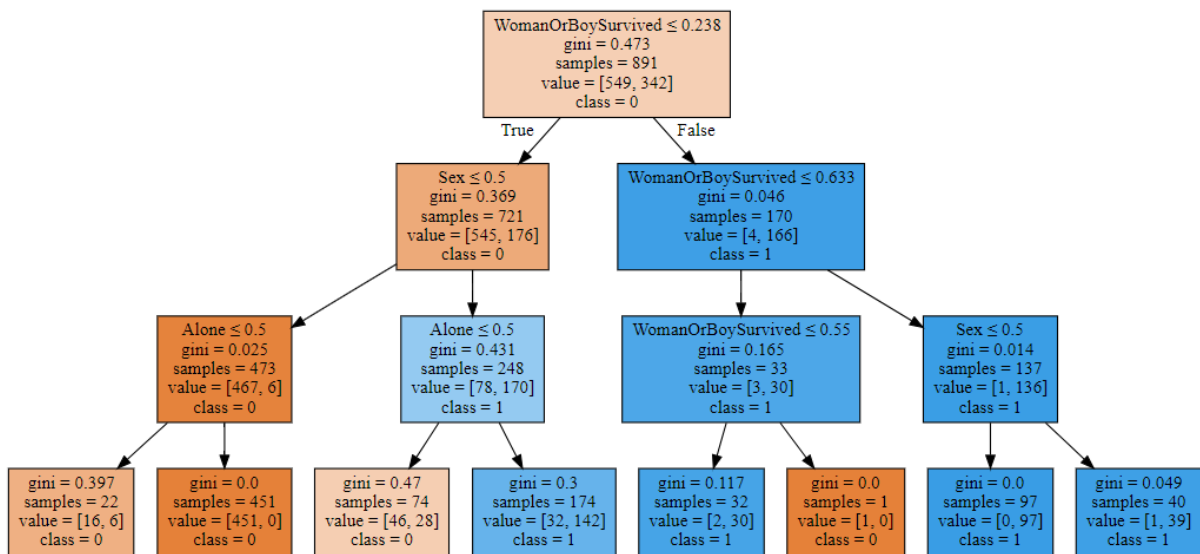 WomanOrBoySurvived ≤ 0.238
gini = 0.473
samples = 891
value = [549, 342]
class = 0
True
False
Sex ≤ 0.5
gini = 0.369
samples = 721
value = [545, 176]
class = 0
WomanOrBoySurvived ≤ 0.633
gini = 0.046
samples = 170
value = [4, 166]
class = 1
Alone ≤ 0.5
gini = 0.025
samples = 473
value = [467, 6]
class = 0
Alone ≤ 0.5
gini = 0.431
samples = 248
value = [78, 170]
class = 1
WomanOrBoySurvived ≤ 0.55
gini = 0.165
samples = 33
value = [3, 30]
class = 1
Sex ≤ 0.5
gini = 0.014
samples = 137
value = [1, 136]
class = 1
gini = 0.397
samples = 22
value = [16, 6]
class = 0
gini = 0.0
samples = 451
value = [451, 0]
class = 0
gini = 0.47
samples = 74
value = [46, 28]
class = 0
gini = 0.3
samples = 174
value = [32, 142]
class = 1
gini = 0.117
samples = 32
value = [2, 30]
class = 1
gini = 0.0
samples = 1
value = [1, 0]
class = 0
gini = 0.0
samples = 97
value = [0, 97]
class = 1
gini = 0.049
samples = 40
value = [1, 39]
class = 1